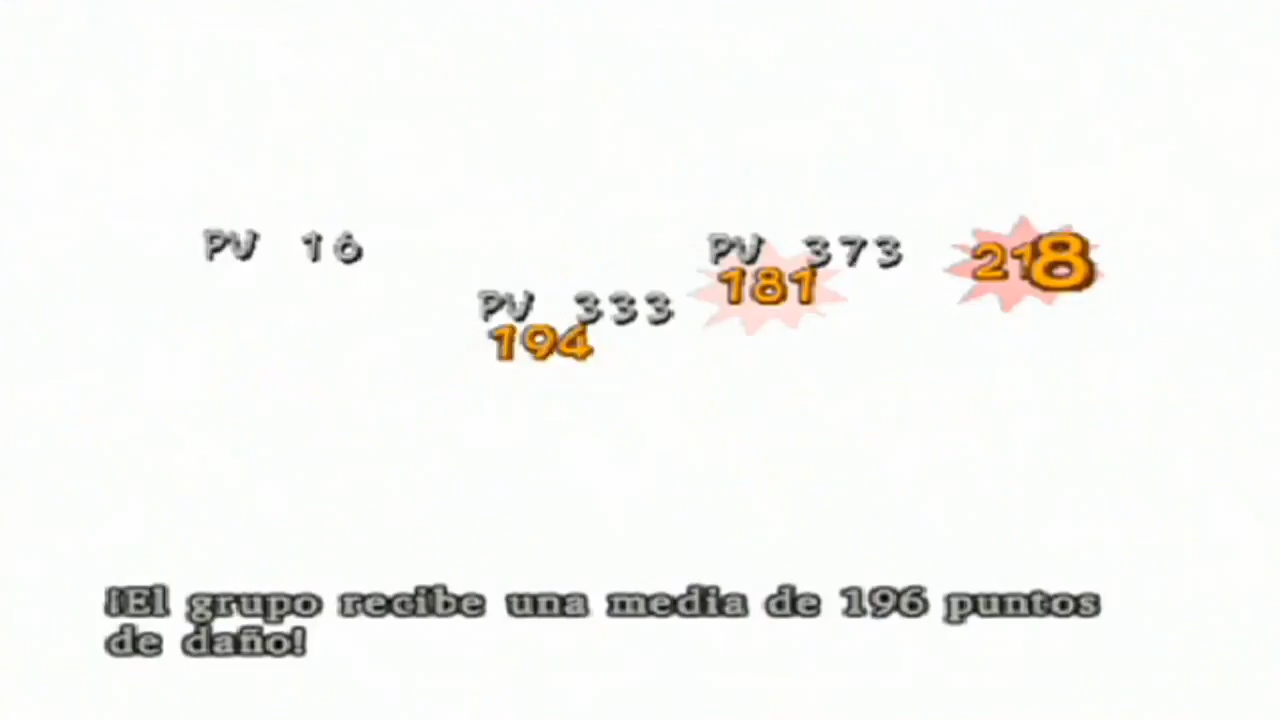 PV 16
PV 373
218
181
PV 333
194
¡El grupo recibe una media de 196 puntos
de daño!